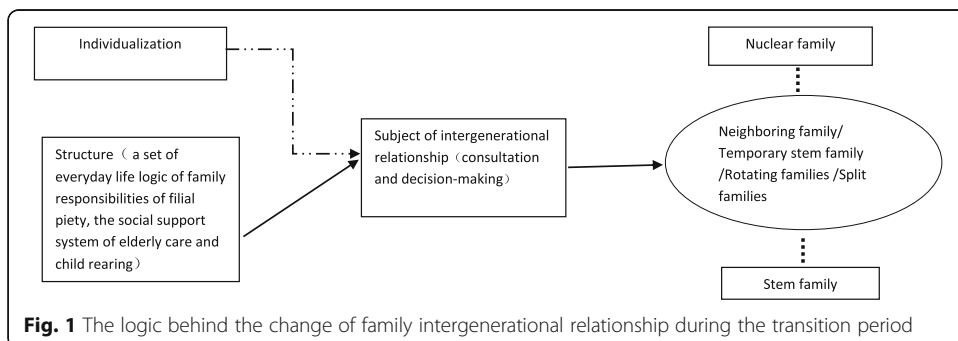 Individualization
Structure（ a set of
everyday life logic of family
responsibilities of filial
piety, the social support
system of elderly care and
child rearing）
Subject of intergenerational
relationship（consultation
and decision-making）
Nuclear family
Neighboring family/
Temporary stem family
/Rotating families /Split
families
Stem family
Fig. 1 The logic behind the change of family intergenerational relationship during the transition period